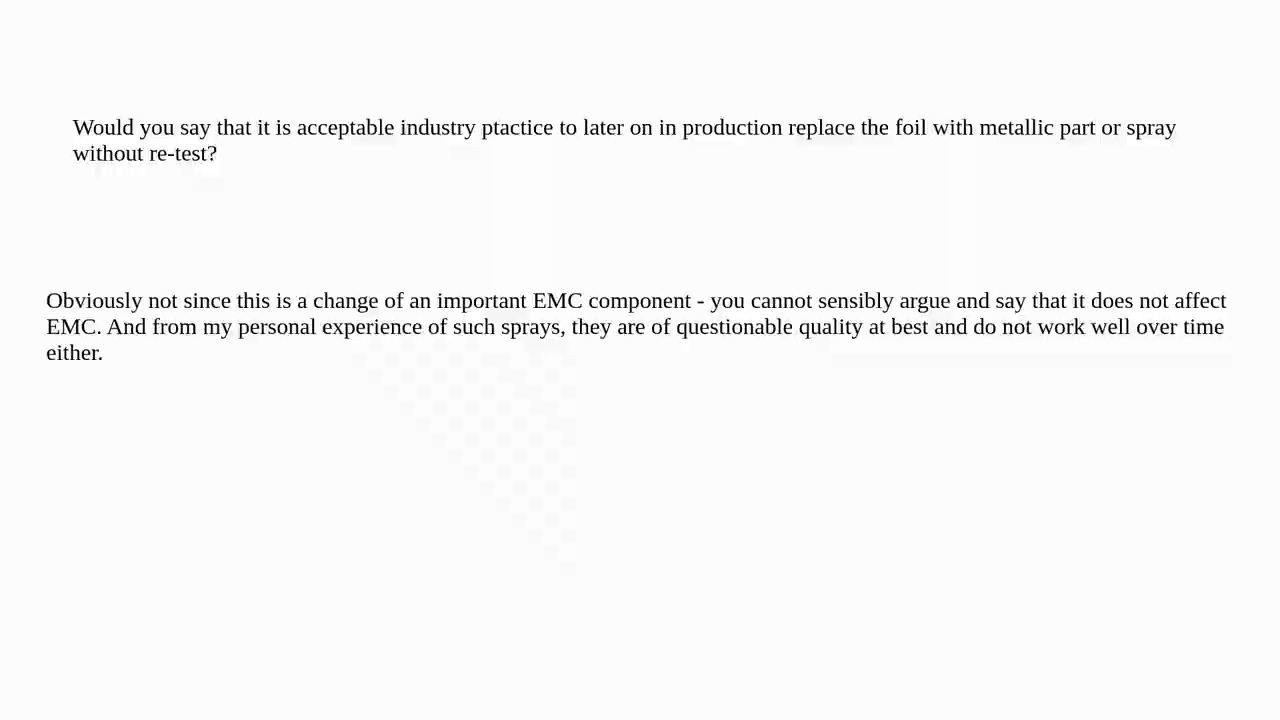 Would you say that it is acceptable industry ptactice to later on in production replace the foil with metallic part or spray
without re-test?
Obviously not since this is a change of an important EMC component - you cannot sensibly argue and say that it does not affect
EMC. And from my personal experience of such sprays, they are of questionable quality at best and do not work well over time
either.